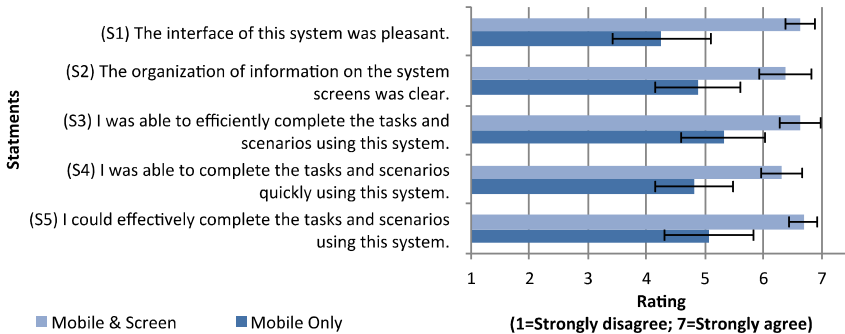 Statments
(S1) The interface of this system was pleasant.
(S2) The organization of information on the system
screens was clear.
(S3) I was able to efficiently complete the tasks and
scenarios using this system.
(S4) I was able to complete the tasks and scenarios
quickly using this system.
(S5) I could effectively complete the tasks and scenarios
using this system.
1 2 3 4 5 6 7
Rating
(1=Strongly disagree; 7=Strongly agree)
Mobile & Screen
Mobile Only